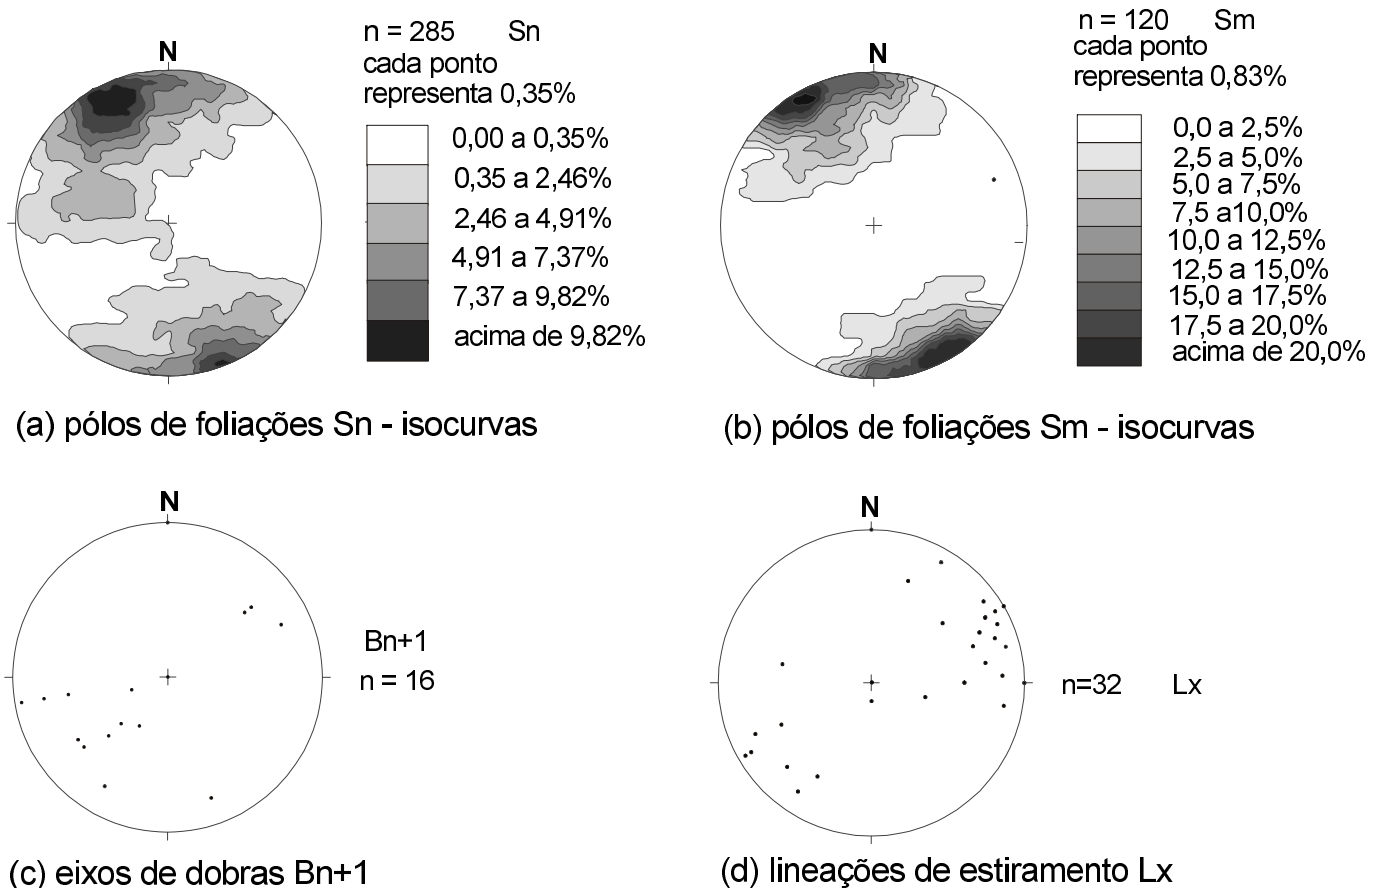 N
n = 285 Sn
cada ponto
representa 0,35%
0,00 a 0,35%
0,35 a 2,46%
2,46 a 4,91%
4,91 a 7,37%
7,37 a 9,82%
acima de 9,82%
(a) pólos de foliações Sn - isocurvas
N
n = 120 Sm
cada ponto
representa 0,83%
0,0 a 2,5%
2,5 a 5,0%
5,0 a 7,5%
7,5 a10,0%
10,0 a 12,5%
12,5 a 15,0%
15,0 a 17,5%
17,5 a 20,0%
acima de 20,0%
(b) pólos de foliações Sm - isocurvas
N
Bn+1
n = 16
(c) eixos de dobras Bn+1
N
n=32 Lx
(d) lineações de estiramento Lx